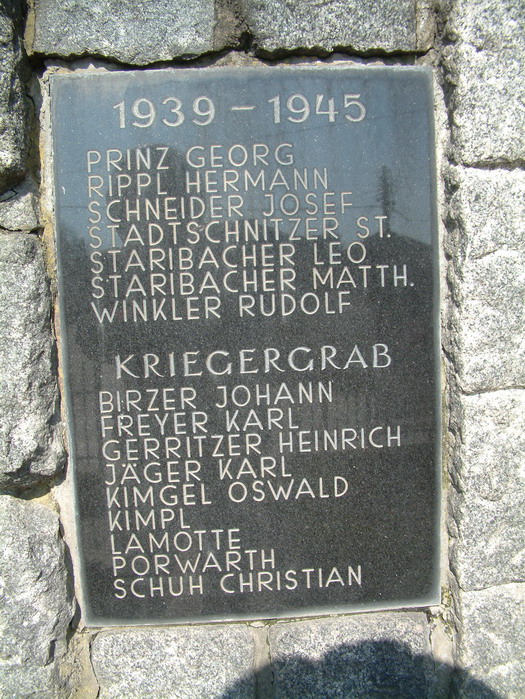 1939 – 1945
PRINZ GEORG
RIPPL HERMANN
SCHNEIDER JOSEF
STADTSCHNITZER ST.
STARIBACHER LEO
STARIBACHER MATTH.
WINKLER RUDOLF
KRIEGERGRAB
BIRZER JOHANN
FREYER KARL
GERRITZER HEINRICH
JÄGER KARL
KIMGEL OSWALD
KIMPL
LAMOTTE
PORWARTH
SCHUH CHRISTIAN